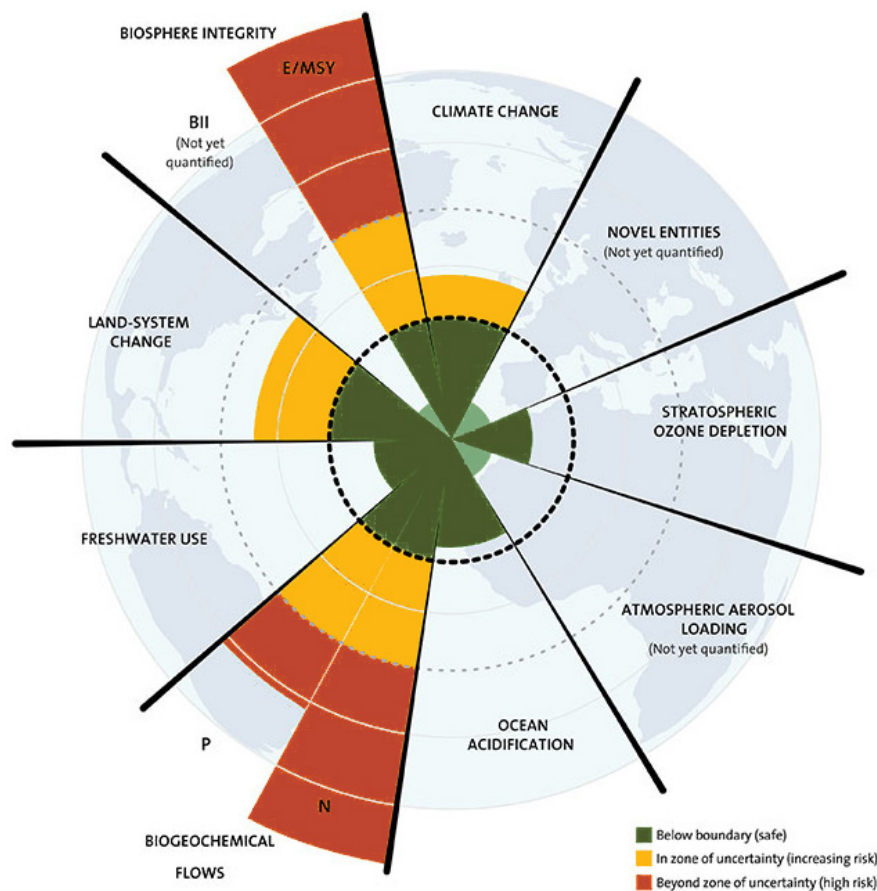 BIOSPHERE INTEGRITY
E/MSY
BII
(Not yet
quantified)
CLIMATE CHANGE
NOVEL ENTITIES
(Not yet quantified)
LAND-SYSTEM
CHANGE
STRATOSPHERIC
OZONE DEPLETION
FRESHWATER USE
ATMOSPHERIC AEROSOL
LOADING
(Not yet quantified)
OCEAN
ACIDIFICATION
P
N
BIOGEOCHEMICAL
FLOWS
Below boundary (safe)
In zone of uncertainty (increasing risk)
Beyond zone of uncertainty (high risk)